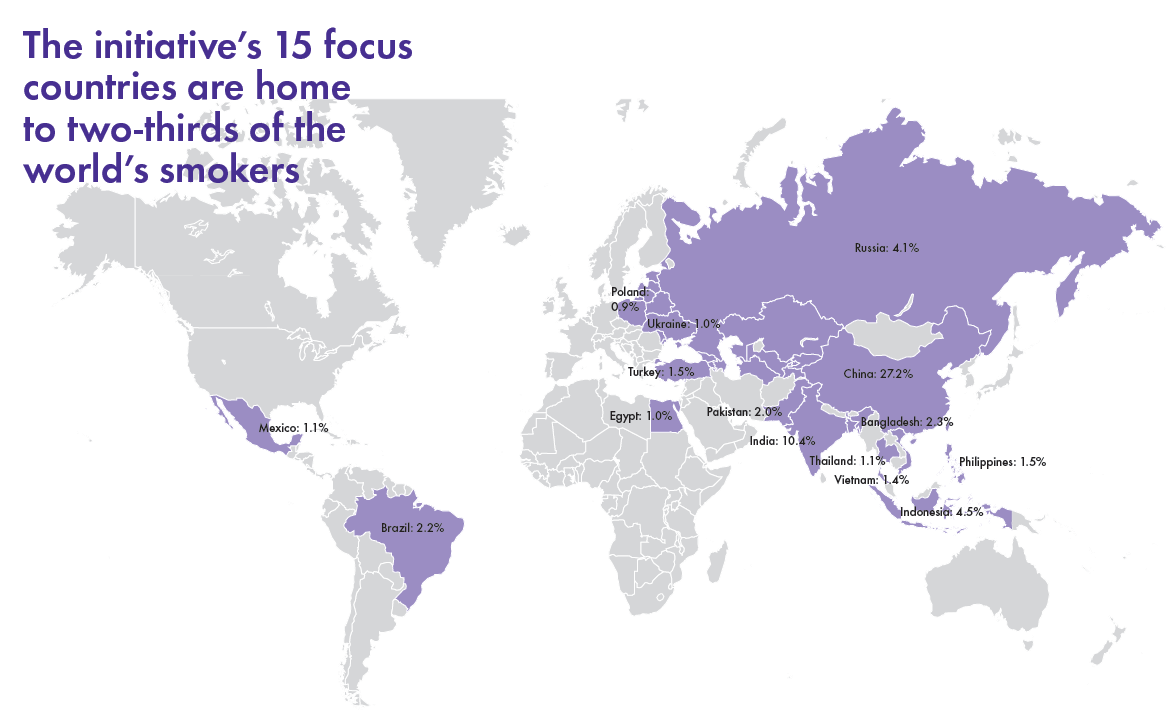 The initiative's 15 focus
countries are home
to two-thirds of the
world's smokers
Russia: 4.1%
Poland:
0.9%
Ukraine: 1.0%
Turkey: 1.5%
China: 27.2%
Egypt: 1.0%
Pakistan: 2.0%
Bangladesh: 2.3%
Mexico: 1.1%
India: 10.4%
Thailand: 1.1%
Philippines: 1.5%
Vietnam: 1.4%
Indonesia: 4.5%
Brazil: 2.2%